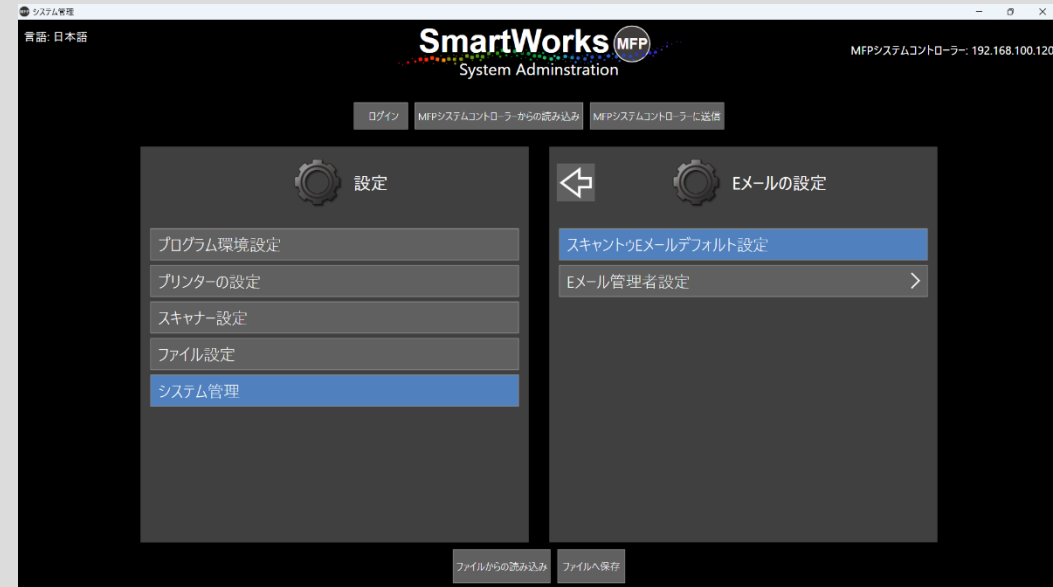 システム管理
言語: 日本語
SmartWorks MFP
System Adminstration
MFPシステムコントローラー: 192.168.100.120
ログイン
MFPシステムコントローラーからの読み込み
MFPシステムコントローラーに送信
設定
プログラム環境設定
プリンターの設定
スキャナー設定
ファイル設定
システム管理
Eメールの設定
スキャントゥEメールデフォルト設定
Eメール管理者設定
ファイルからの読み込み
ファイルへ保存